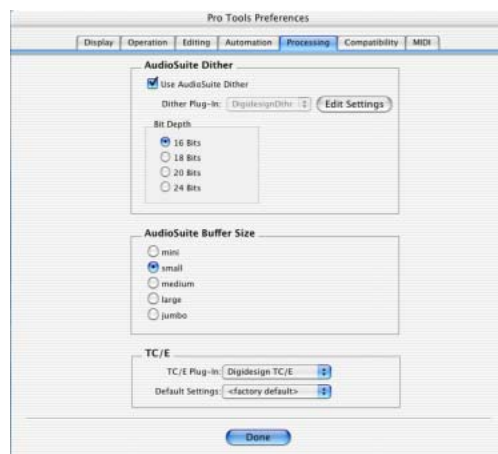 Pro Tools Preferences
Display Operation Editing Automation Processing Compatibility MIDI
AudioSuite Dither
Use AudioSuite Dither
Dither Plug-In: DigidesignDithr Edit Settings
Bit Depth
16 Bits
18 Bits
20 Bits
24 Bits
AudioSuite Buffer Size
mini
small
medium
large
jumbo
TC/E
TC/E Plug-In: Digidesign TC/E
Default Settings: <factory default>
Done